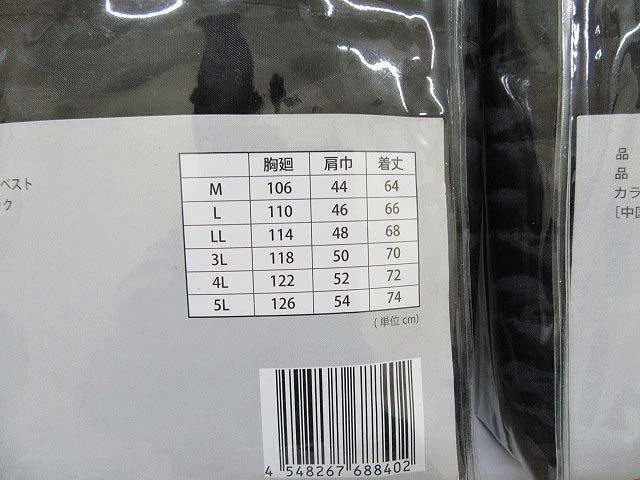 胸廻 肩巾 着丈
M 106 44 64
L 110 46 66
LL 114 48 68
3L 118 50 70
4L 122 52 72
5L 126 54 74
(単位 cm)
ベスト
ック
4 548267 688402
品
品
カラ
[中国